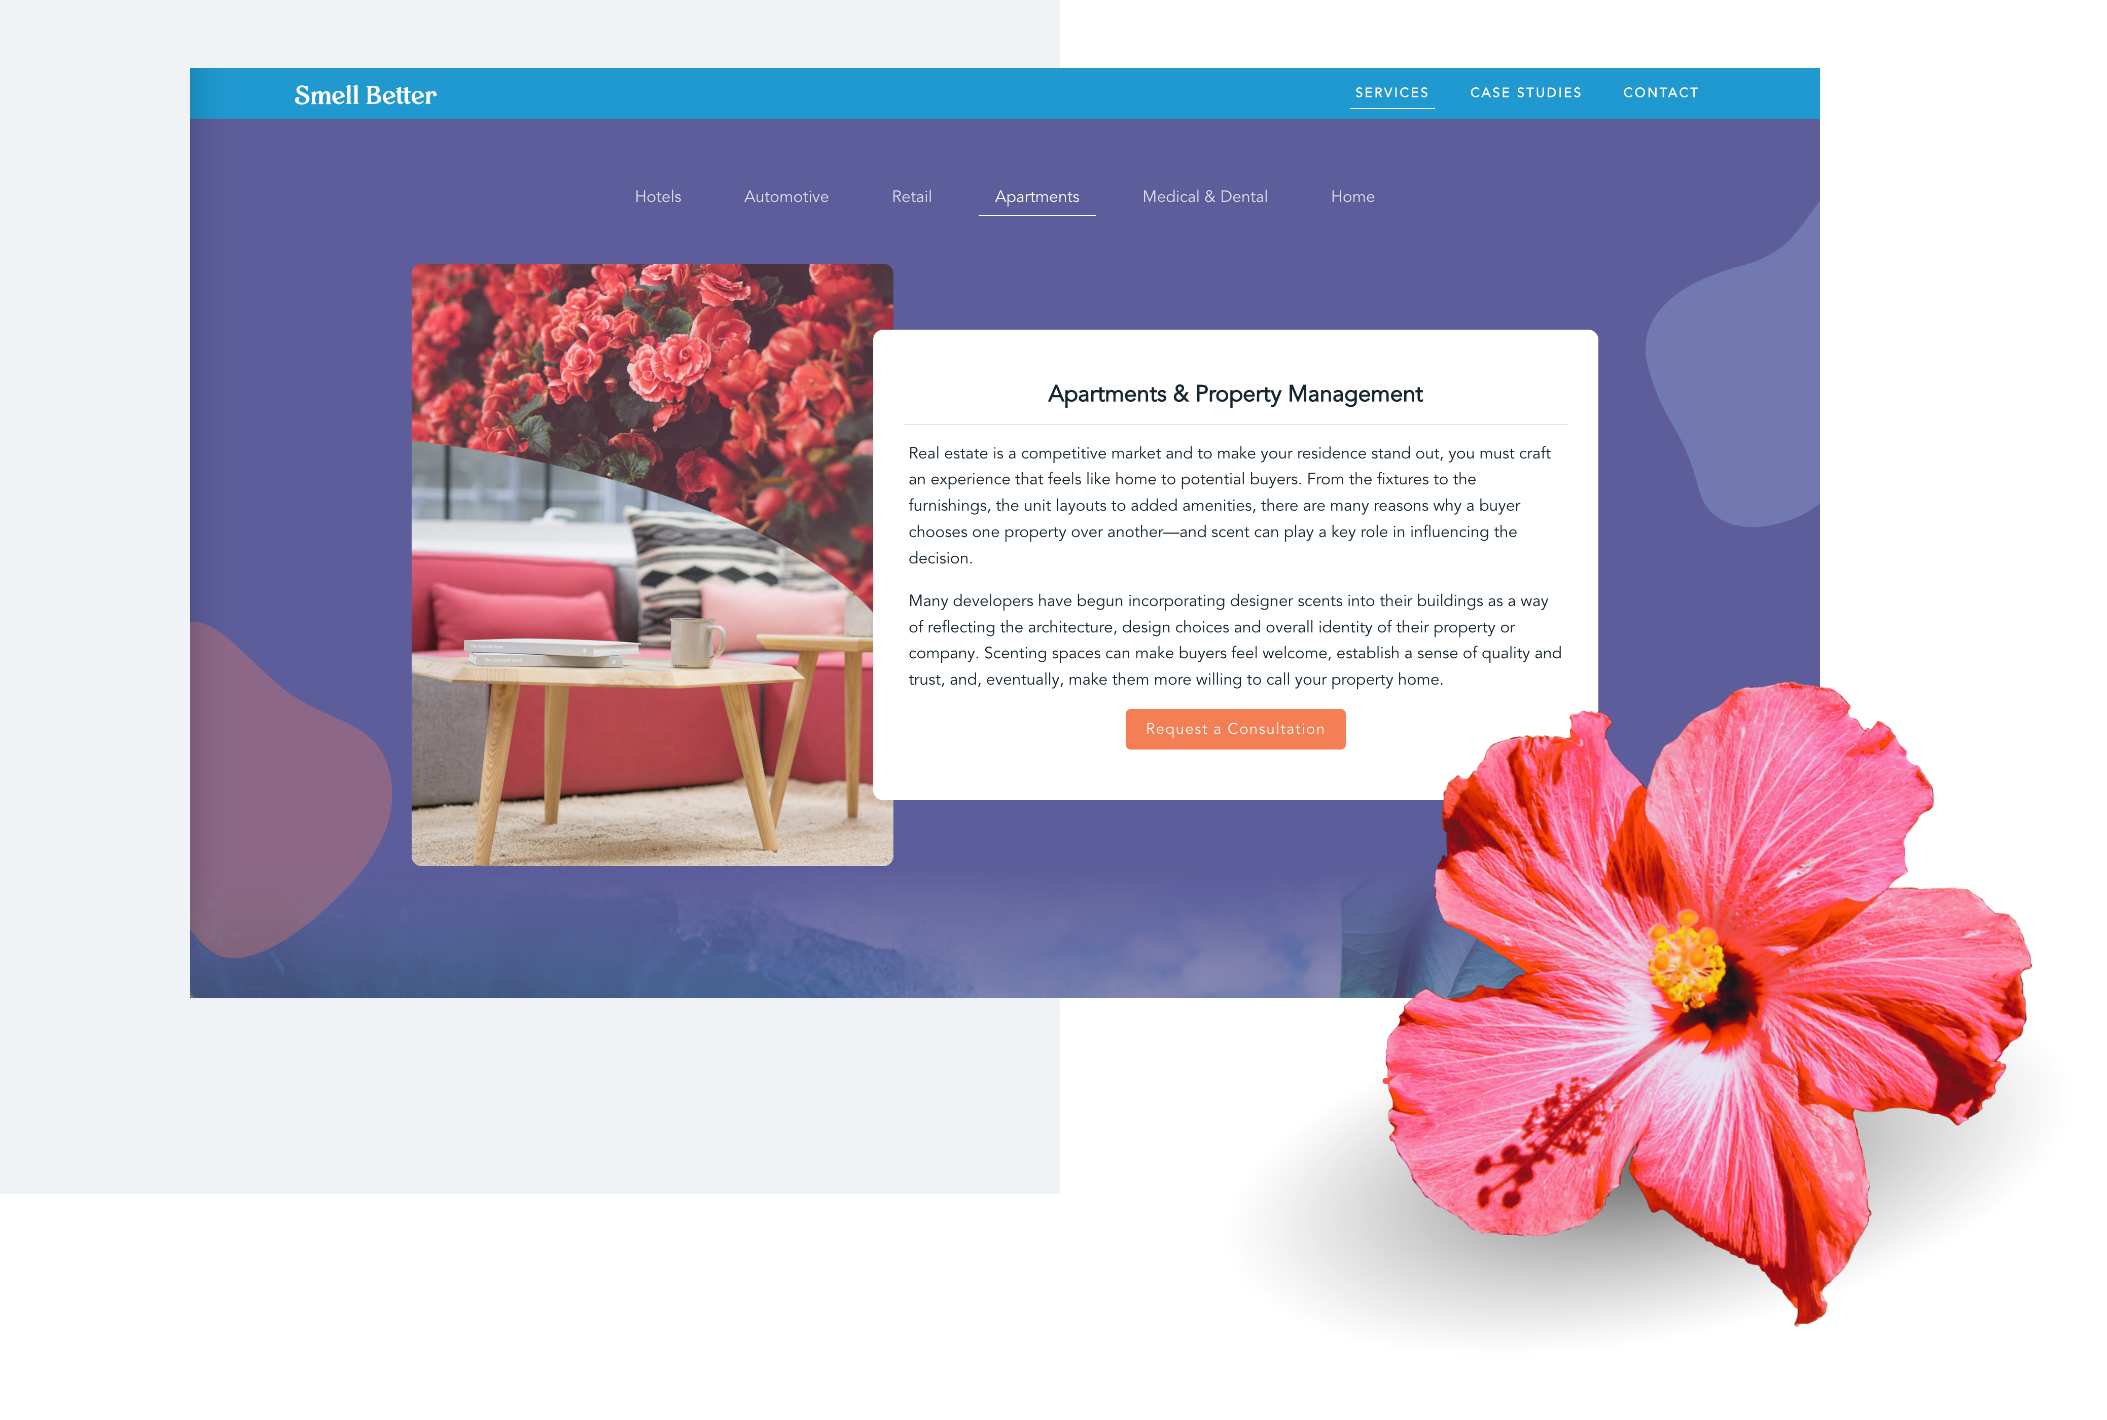 Smell Better
SERVICES CASE STUDIES CONTACT
Hotels Automotive Retail Apartments Medical & Dental Home
Apartments & Property Management
Real estate is a competitive market and to make your residence stand out, you must craft
an experience that feels like home to potential buyers. From the fixtures to the
furnishings, the unit layouts to added amenities, there are many reasons why a buyer
chooses one property over another—and scent can play a key role in influencing the
decision.
Many developers have begun incorporating designer scents into their buildings as a way
of reflecting the architecture, design choices and overall identity of their property or
company. Scenting spaces can make buyers feel welcome, establish a sense of quality and
trust, and, eventually, make them more willing to call your property home.
Request a Consultation